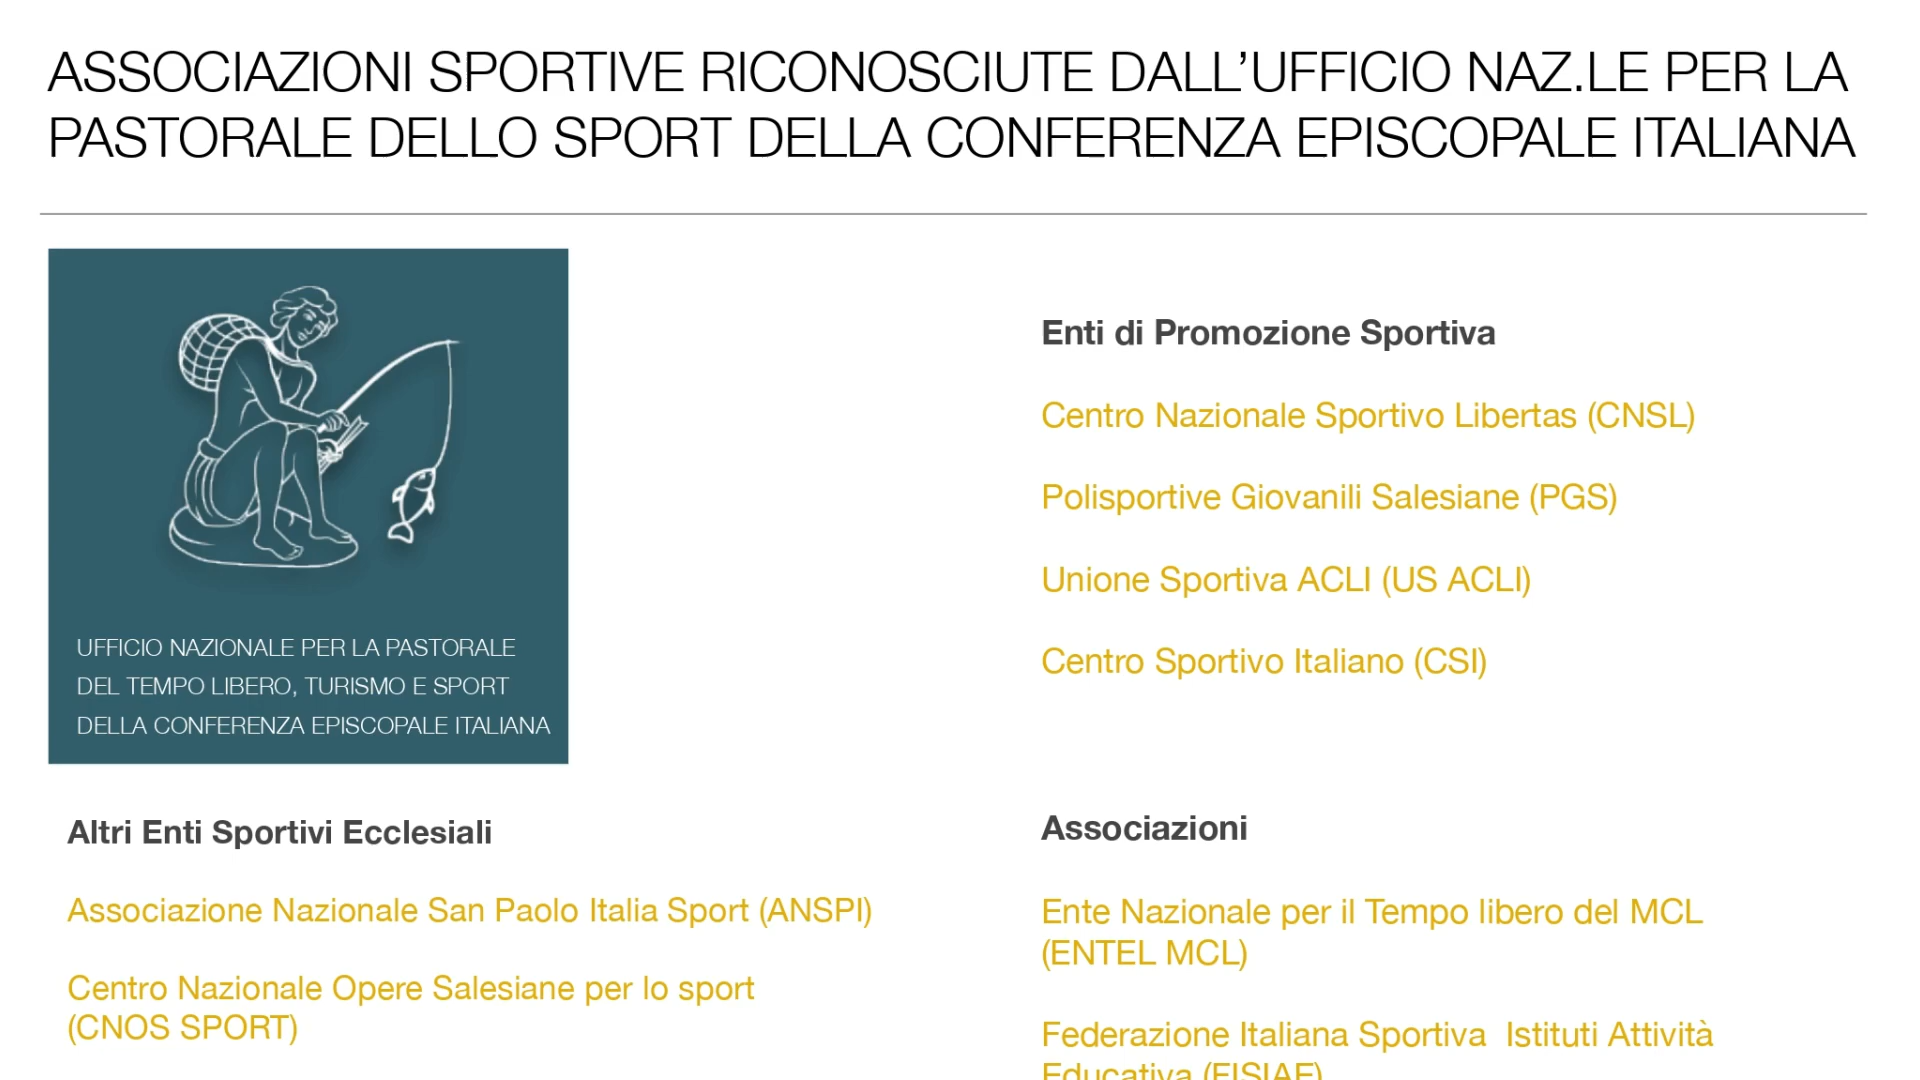 ASSOCIAZIONI SPORTIVE RICONOSCIUTE DALL’UFFICIO NAZ.LE PER LA
PASTORALE DELLO SPORT DELLA CONFERENZA EPISCOPALE ITALIANA
UFFICIO NAZIONALE PER LA PASTORALE
DEL TEMPO LIBERO, TURISMO E SPORT
DELLA CONFERENZA EPISCOPALE ITALIANA
Enti di Promozione Sportiva
Centro Nazionale Sportivo Libertas (CNSL)
Polisportive Giovanili Salesiane (PGS)
Unione Sportiva ACLI (US ACLI)
Centro Sportivo Italiano (CSI)
Altri Enti Sportivi Ecclesiali
Associazione Nazionale San Paolo Italia Sport (ANSPI)
Centro Nazionale Opere Salesiane per lo sport
(CNOS SPORT)
Associazioni
Ente Nazionale per il Tempo libero del MCL
(ENTEL MCL)
Federazione Italiana Sportiva  Istituti Attività
Educativa (FISIAE)